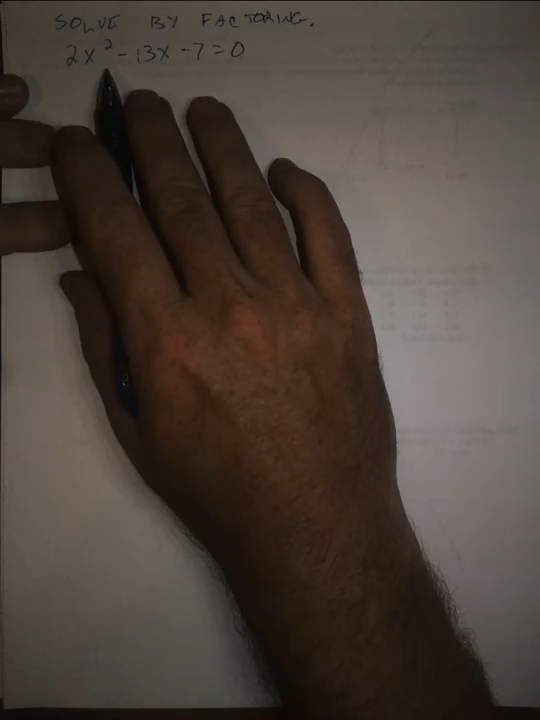 SOLVE BY FACTORING.
2x² - 13x - 7 = 0